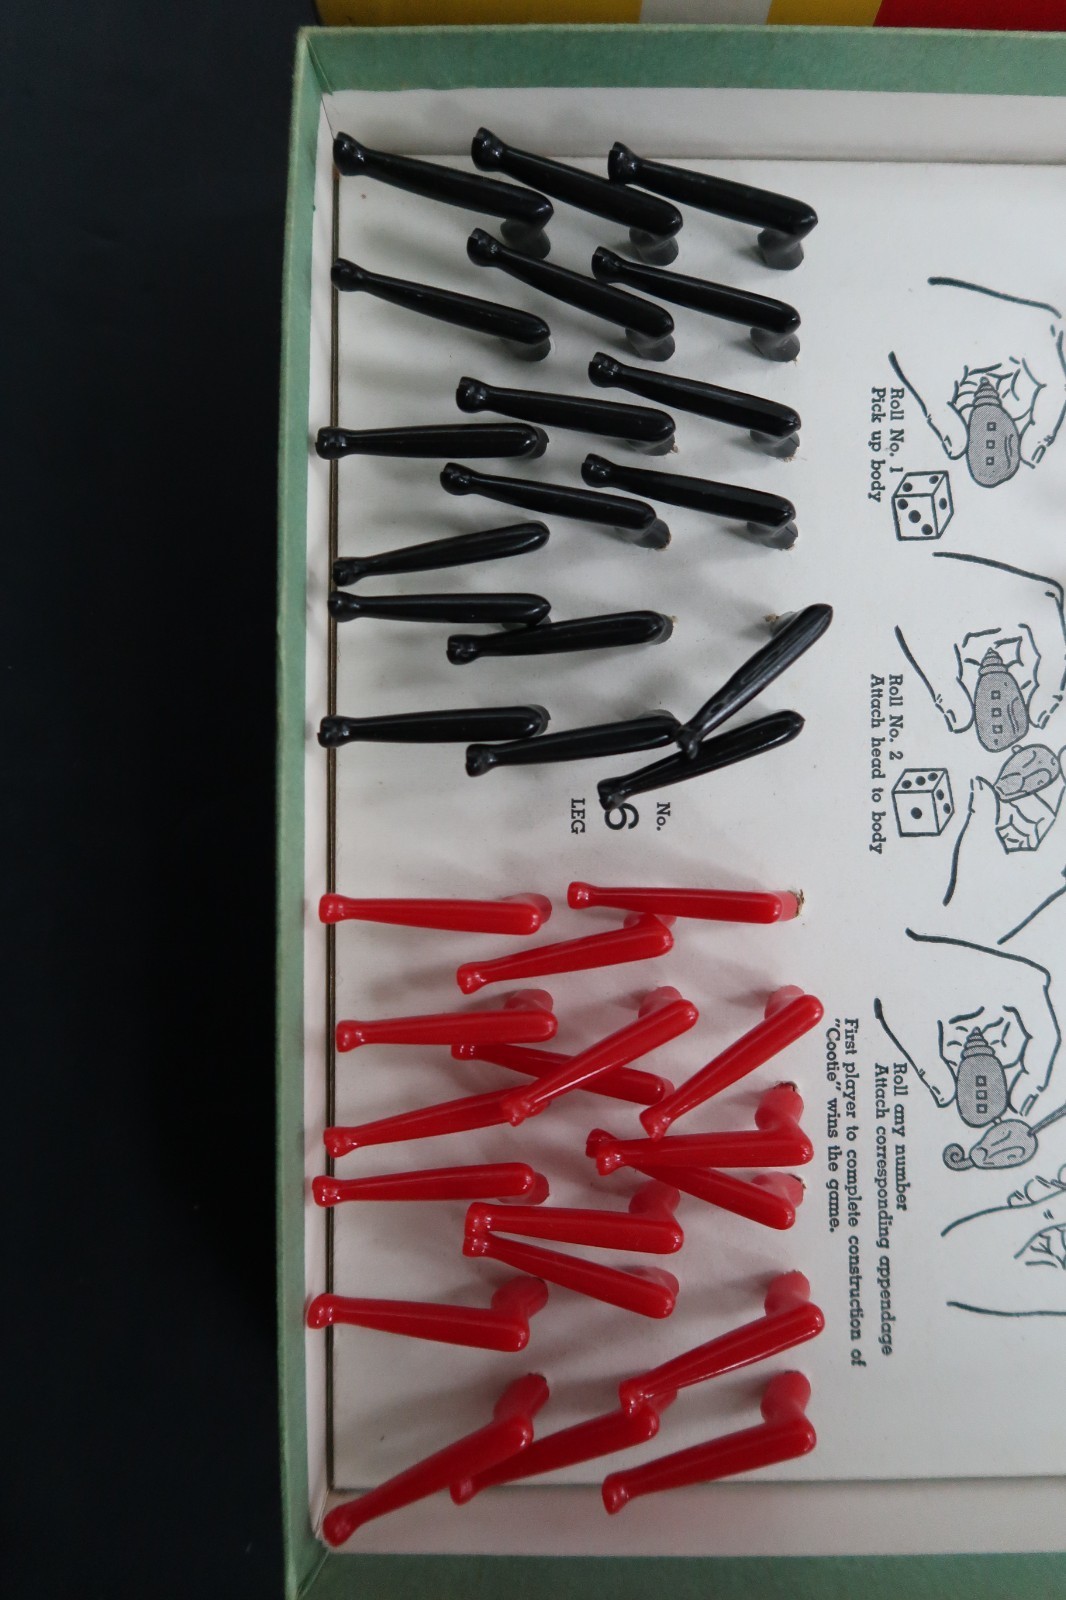 Roll No. 1
Pick up body
Roll No. 2
Attach head to body
No.
6
LEG
Roll any number
Attach corresponding appendage
First player to complete construction of
"Cootie" wins the game.